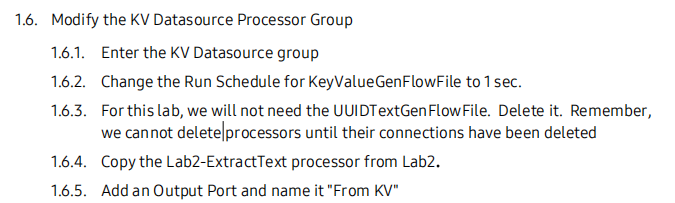 1.6. Modify the KV Datasource Processor Group
1.6.1. Enter the KV Datasource group
1.6.2. Change the Run Schedule for KeyValueGenFlowFile to 1 sec.
1.6.3. For this lab, we will not need the UUIDTextGenFlowFile. Delete it. Remember,
we cannot delete processors until their connections have been deleted
1.6.4. Copy the Lab2-ExtractText processor from Lab2.
1.6.5. Add an Output Port and name it "From KV"